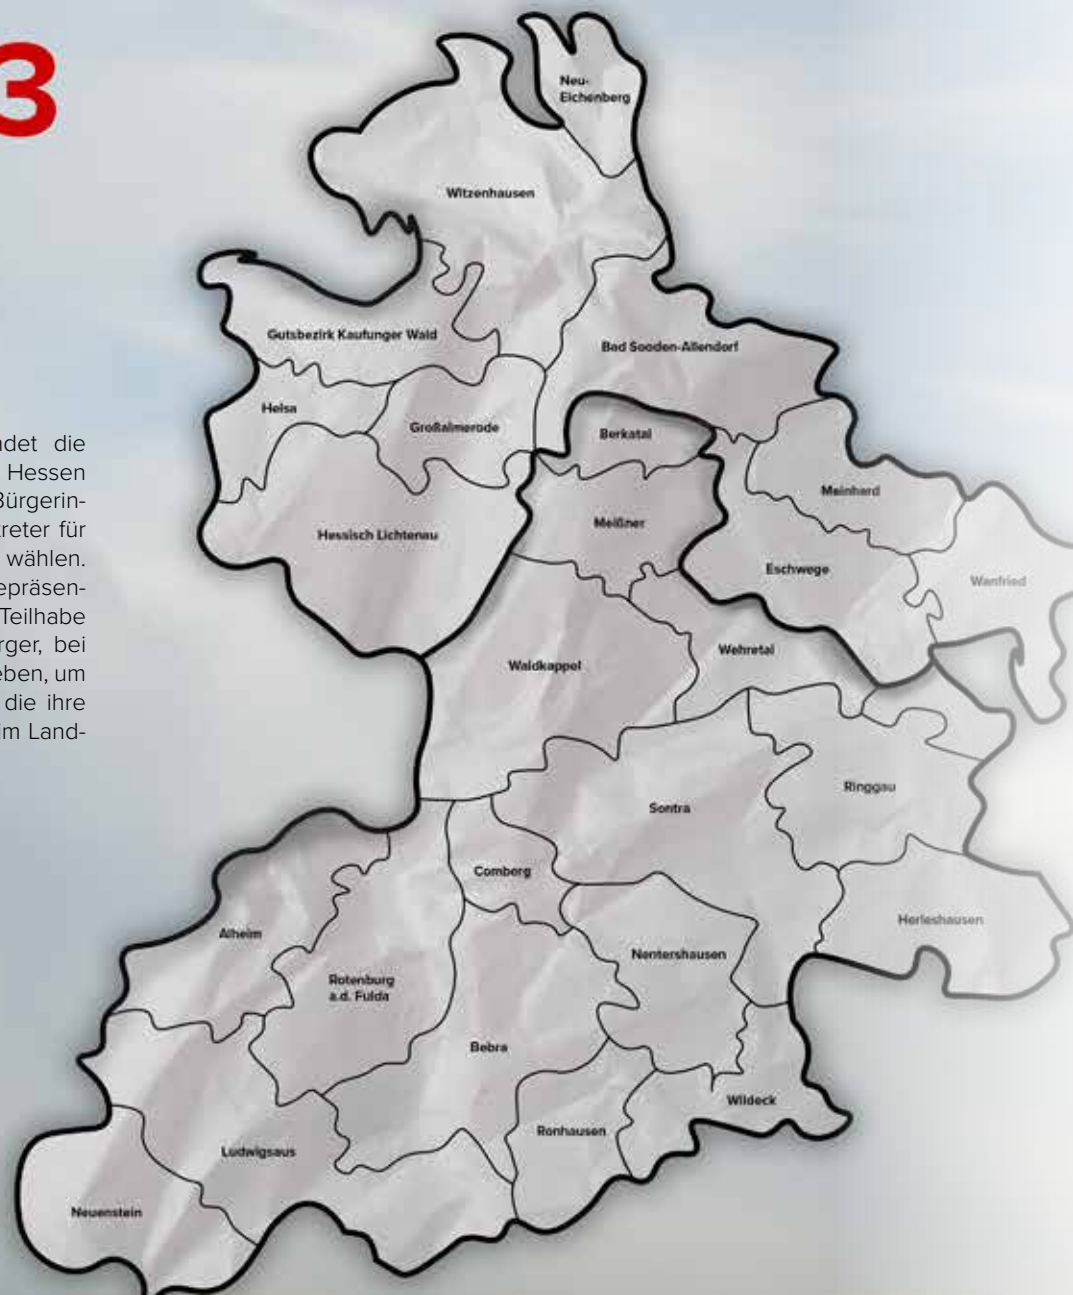 3
Neu-
Eichenberg
Witzenhausen
Gutsbezirk Kaufunger Wald
Bad Sooden-Allendorf
Helsa
Großalmerode
Berkatal
Meinhard
Meißner
Hessisch Lichtenau
Eschwege
Wanfried
Waldkappel
Wehretal
Ringgau
Sontra
Cornberg
Herleshausen
Alheim
Nentershausen
Rotenburg
a.d. Fulda
Bebra
Wildeck
Ronhausen
Ludwigsaus
Neuenstein
ndet die
Hessen
Bürgerin-
treter für
wählen.
epräsen-
Teilhabe
rger, bei
eben, um
die ihre
im Land-